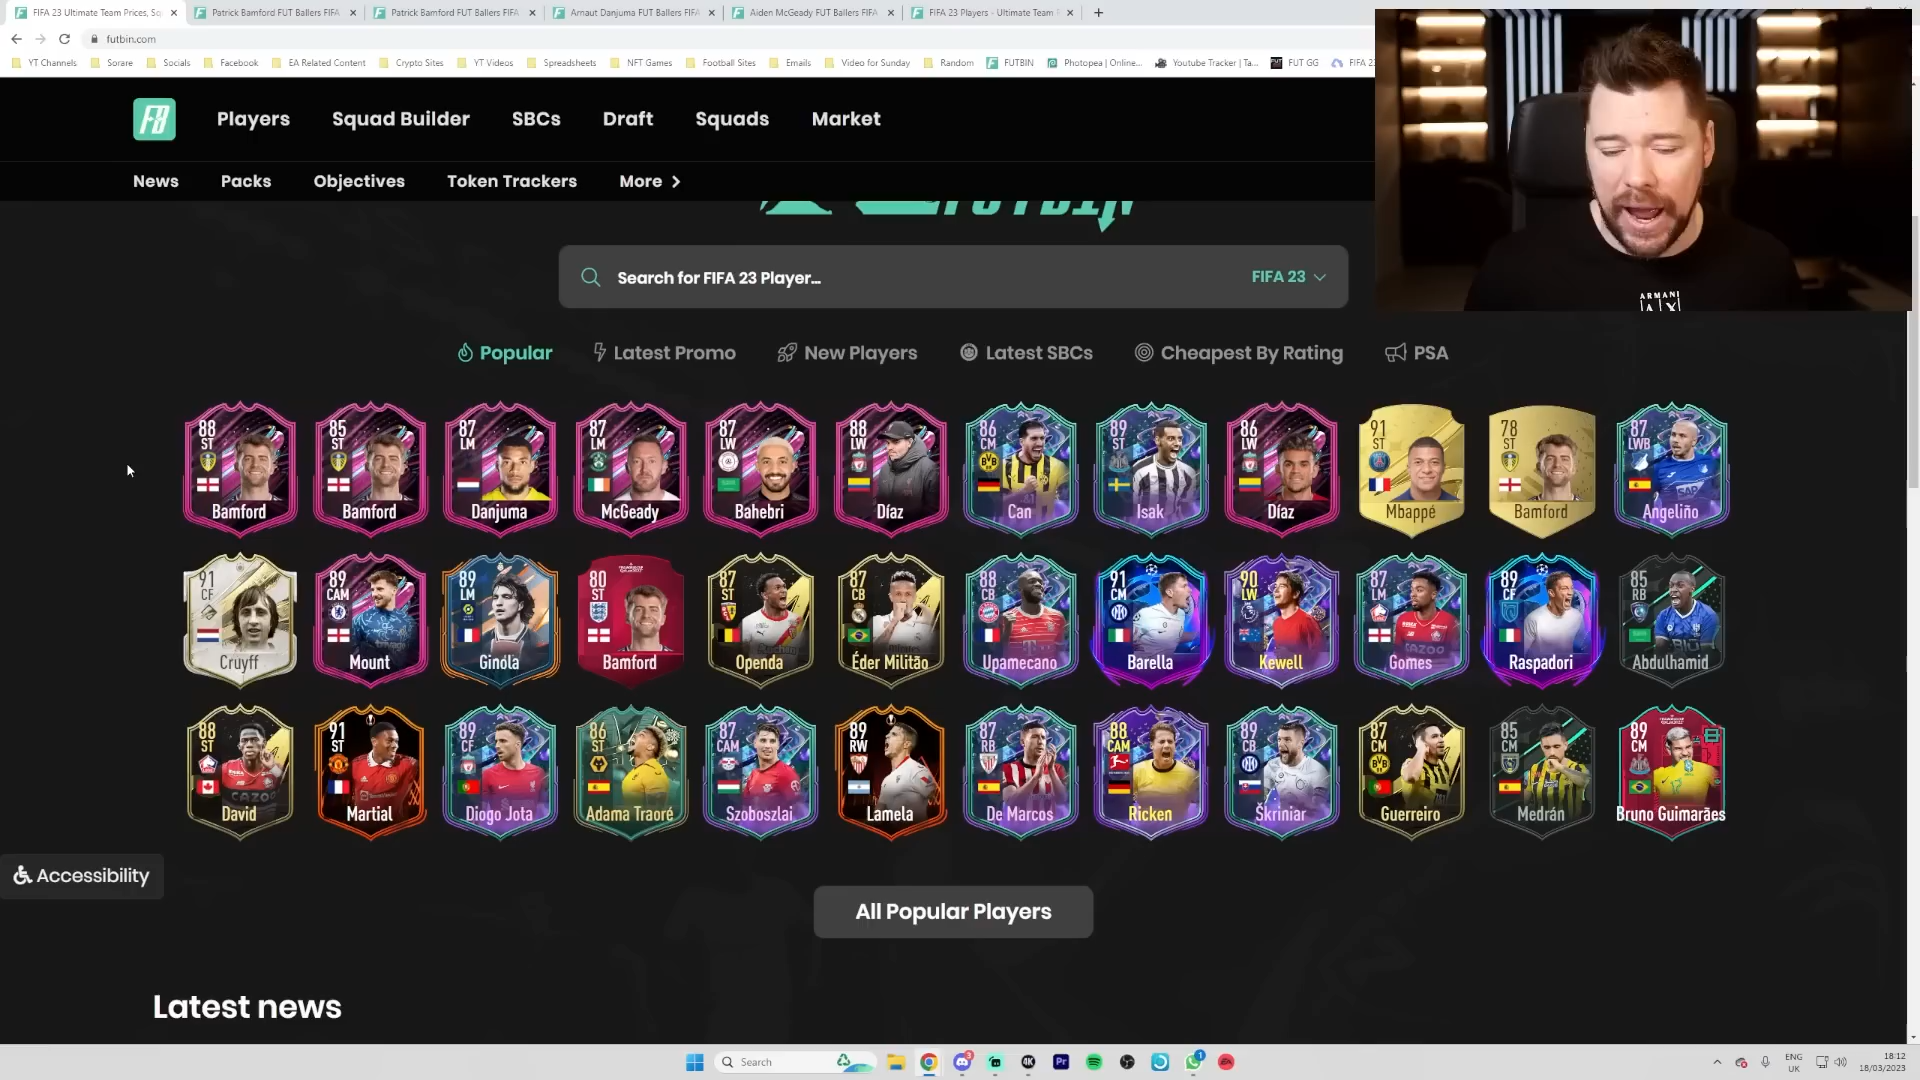 FIFA 23 Ultimate Team Prices, Sq
Patrick Bamford FUT Ballers FIFA
Patrick Bamford FUT Ballers FIFA
Arnaut Danjuma FUT Ballers FIFA
Aiden McGeady FUT Ballers FIFA
FIFA 23 Players - Ultimate Team
futbin.com
YT Channels Sorare Socials Facebook EA Related Content Crypto Sites YT Videos Spreadsheets NFT Games Football Sites Emails Video for Sunday Random FUTBIN Photopea | Online... Youtube Tracker | Ta... FUT GG FIFA 23
Players Squad Builder SBCs Draft Squads Market
News Packs Objectives Token Trackers More
FUTBIN
Search for FIFA 23 Player...
FIFA 23
Popular Latest Promo New Players Latest SBCs Cheapest By Rating PSA
88 ST Bamford
85 ST Bamford
87 LM Danjuma
87 LM McGeady
87 LW Bahebri
88 LW Díaz
86 CM Can
89 ST Isak
86 LW Díaz
91 ST Mbappé
78 ST Bamford
87 LWB Angeliño
91 CF Cruyff
89 CAM Mount
89 LM Ginola
80 ST Bamford
87 ST Openda
87 CB Éder Militão
88 CB Upamecano
91 CM Barella
90 LW Kewell
87 LM Gomes
89 CF Raspadori
85 RB Abdulhamid
88 ST David
91 ST Martial
89 CF Diogo Jota
86 ST Adama Traoré
87 CAM Szoboszlai
89 RW Lamela
87 RB De Marcos
88 CAM Ricken
89 CB Škriniar
87 CM Guerreiro
85 CM Medrán
89 CM Bruno Guimarães
Accessibility
All Popular Players
Latest news
ARMANI
A|X
Search
ENG
UK
18:12
18/03/2023